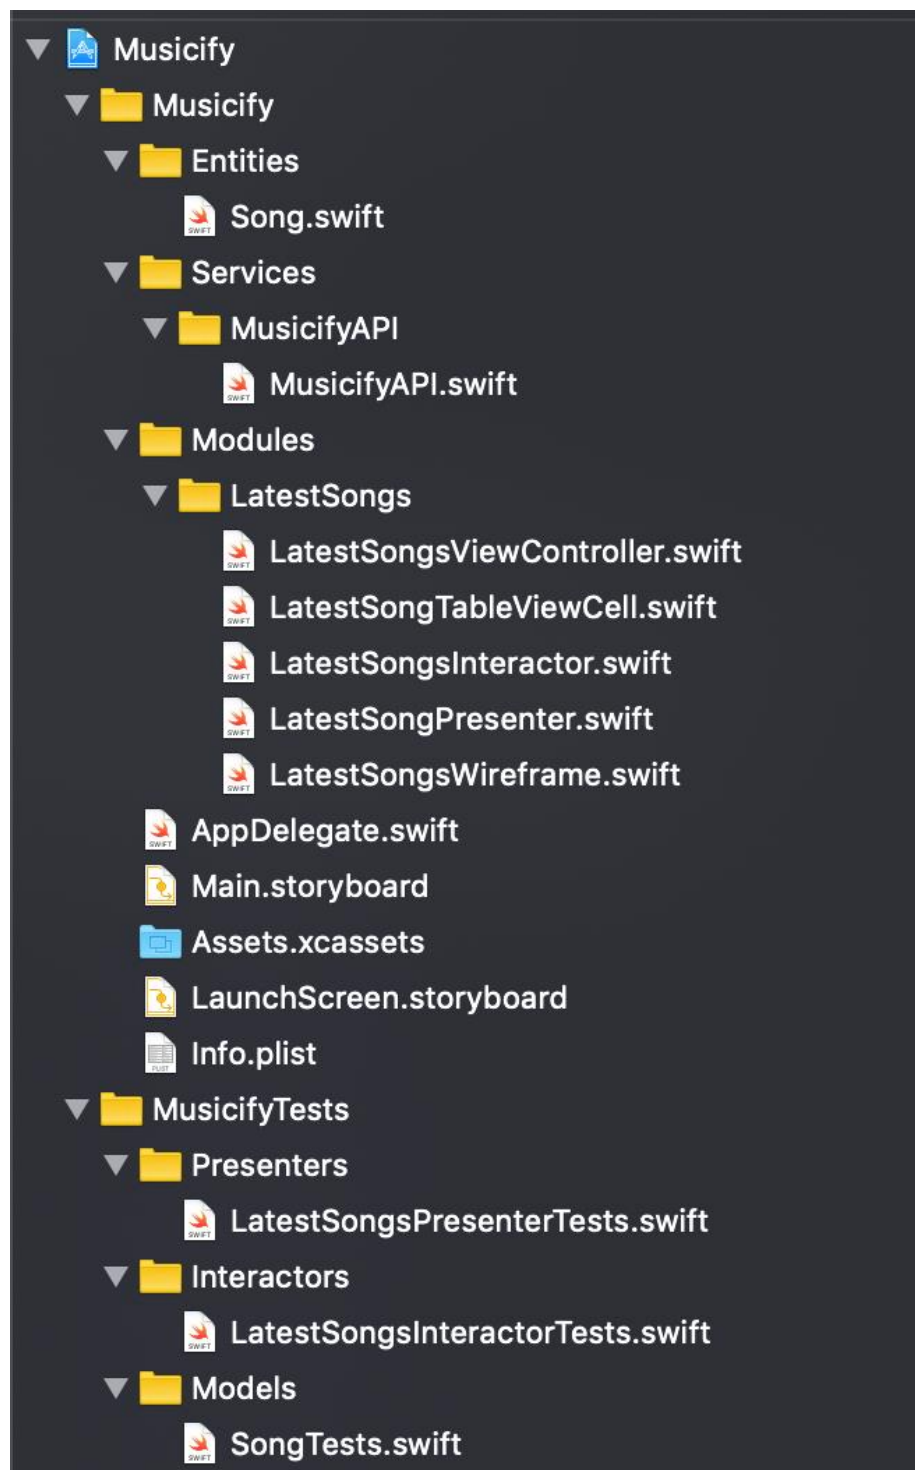 Musicify
Musicify
Entities
Song.swift
Services
MusicifyAPI
MusicifyAPI.swift
Modules
LatestSongs
LatestSongsViewController.swift
LatestSongTableViewCell.swift
LatestSongsInteractor.swift
LatestSongPresenter.swift
LatestSongsWireframe.swift
AppDelegate.swift
Main.storyboard
Assets.xcassets
LaunchScreen.storyboard
Info.plist
MusicifyTests
Presenters
LatestSongsPresenterTests.swift
Interactors
LatestSongsInteractorTests.swift
Models
SongTests.swift